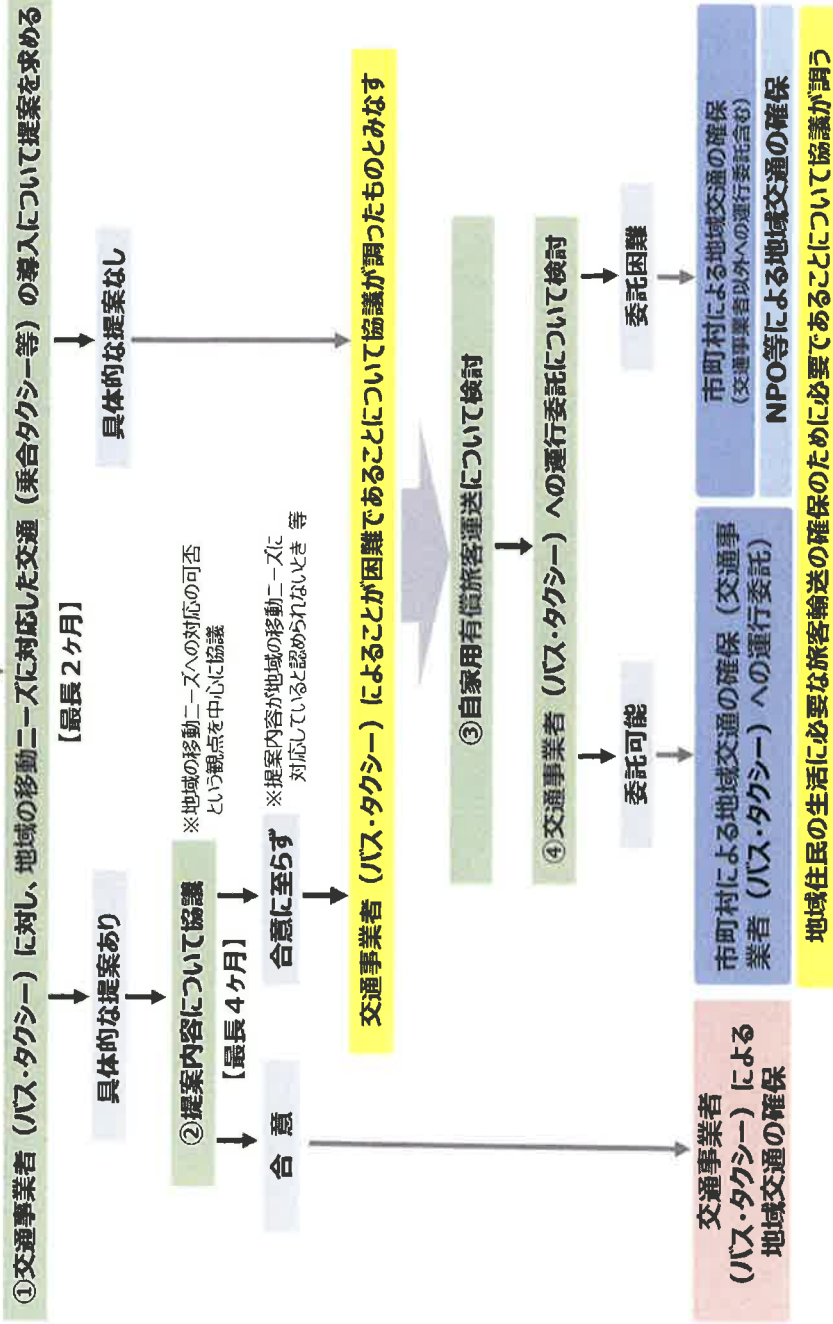 ①交通事業者（バス・タクシー）に対し、地域の移動ニーズに対応した交通（乗合タクシー等）の導入について提案を求める
【最長２ヶ月】
具体的な提案あり
具体的な提案なし
②提案内容について協議
※地域の移動ニーズへの対応の可否
という観点を中心に協議
【最長４ヶ月】
合 意
合意に至らず
※提案内容が地域の移動ニーズに
対応していると認められないとき 等
交通事業者（バス・タクシー）によることが困難であることについて協議が調ったものとみなす
③自家用有償旅客運送について検討
④交通事業者（バス・タクシー）への運行委託について検討
委託可能
委託困難
交通事業者
（バス・タクシー）による
地域交通の確保
市町村による地域交通の確保（交通事
業者（バス・タクシー）への運行委託）
市町村による地域交通の確保
（交通事業者以外への運行委託含む）
NPO等による地域交通の確保
地域住民の生活に必要な旅客輸送の確保のために必要であることについて協議が調う